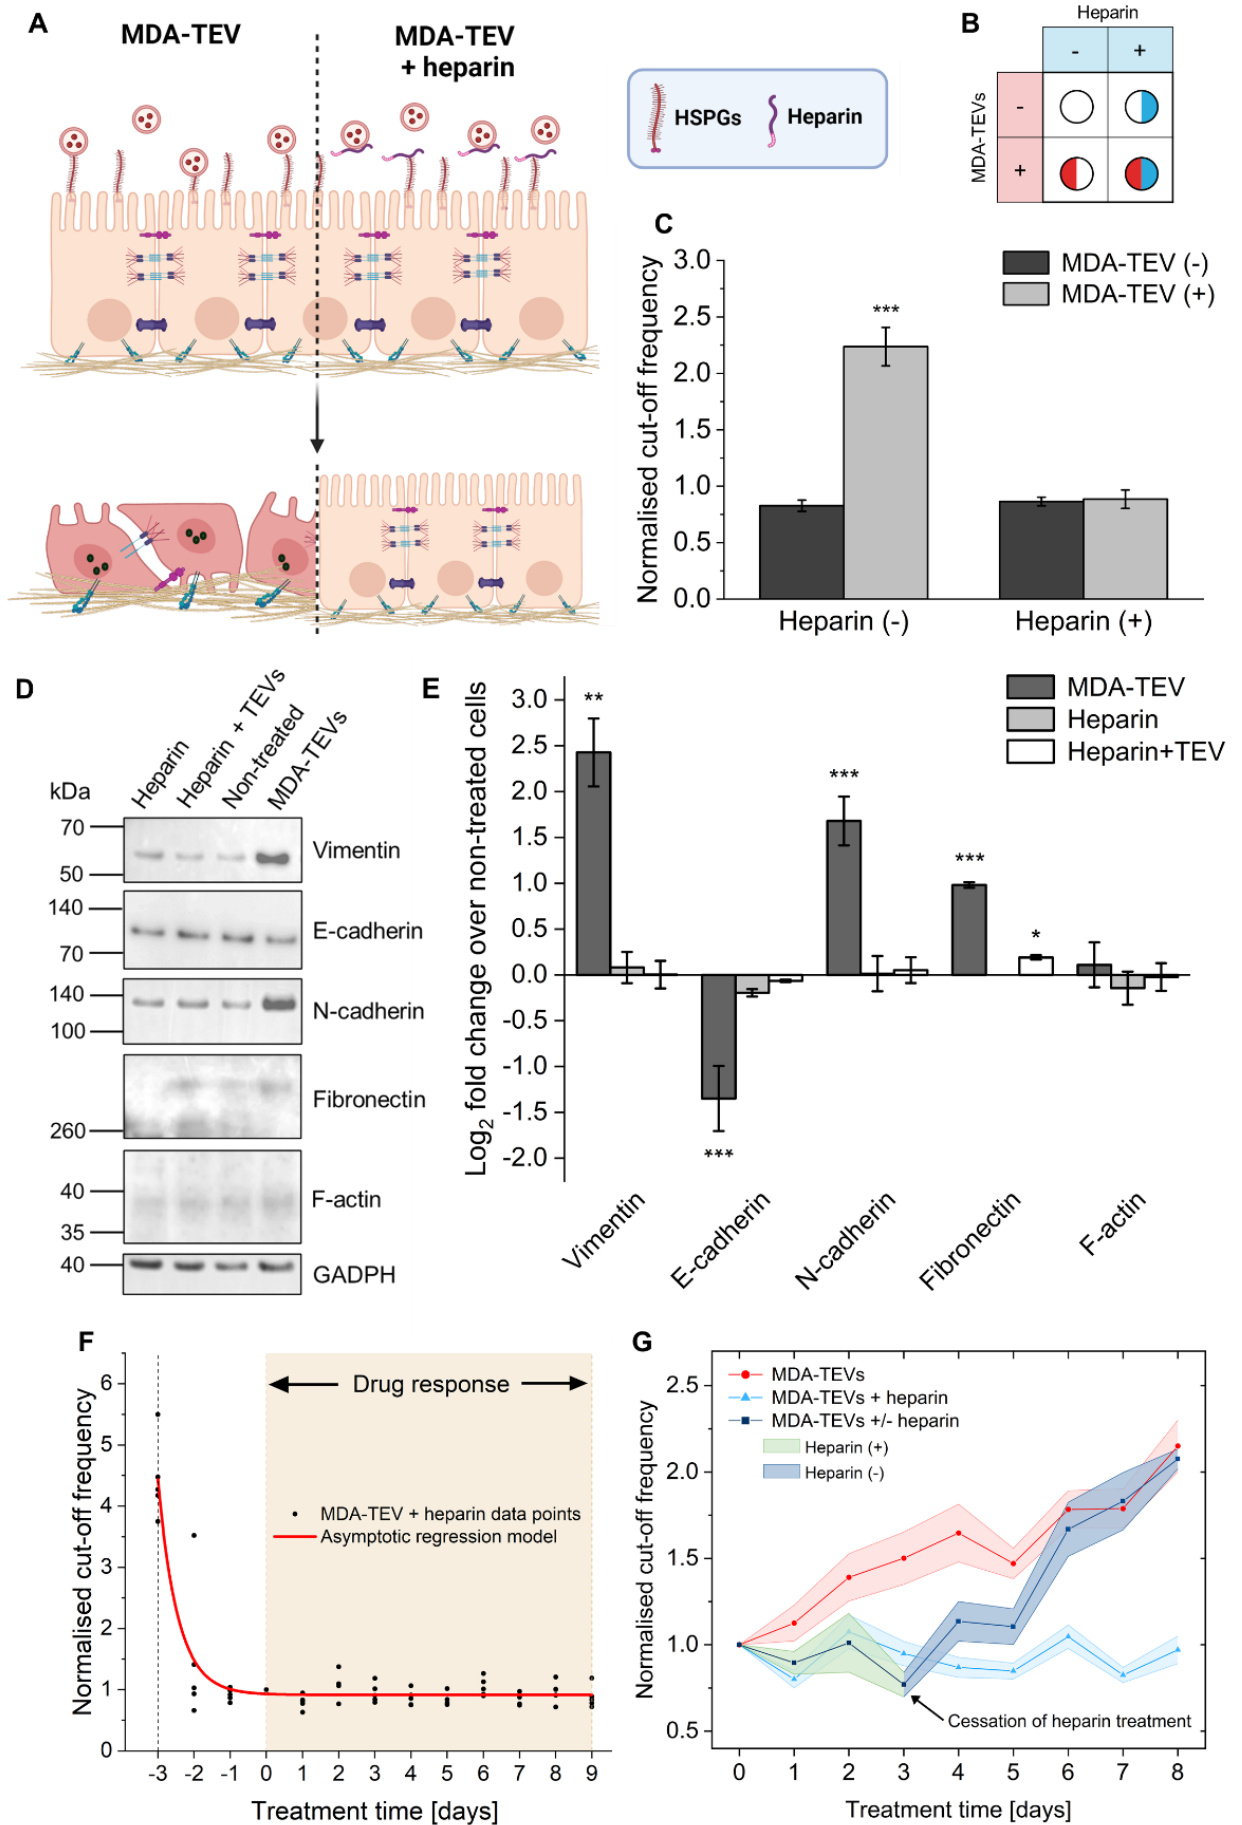 A
MDA-TEV
MDA-TEV
+ heparin
HSPGs
Heparin
B
Heparin
-
+
MDA-TEVs
-
+
C
Normalised cut-off frequency
3.0
2.5
2.0
1.5
1.0
0.5
0.0
***
MDA-TEV (-)
MDA-TEV (+)
Heparin (-)
Heparin (+)
D
kDa
Heparin
Heparin + TEVs
Non-treated
MDA-TEVs
70
50
Vimentin
140
70
E-cadherin
140
100
N-cadherin
260
Fibronectin
40
35
F-actin
40
GADPH
E
Log2 fold change over non-treated cells
3.0
2.5
2.0
1.5
1.0
0.5
0.0
-0.5
-1.0
-1.5
-2.0
**
***
***
***
*
MDA-TEV
Heparin
Heparin+TEV
Vimentin
E-cadherin
N-cadherin
Fibronectin
F-actin
F
Normalised cut-off frequency
6
5
4
3
2
1
0
Drug response
MDA-TEV + heparin data points
Asymptotic regression model
-3 -2 -1 0 1 2 3 4 5 6 7 8 9
Treatment time [days]
G
Normalised cut-off frequency
2.5
2.0
1.5
1.0
0.5
MDA-TEVs
MDA-TEVs + heparin
MDA-TEVs +/- heparin
Heparin (+)
Heparin (-)
Cessation of heparin treatment
0 1 2 3 4 5 6 7 8
Treatment time [days]